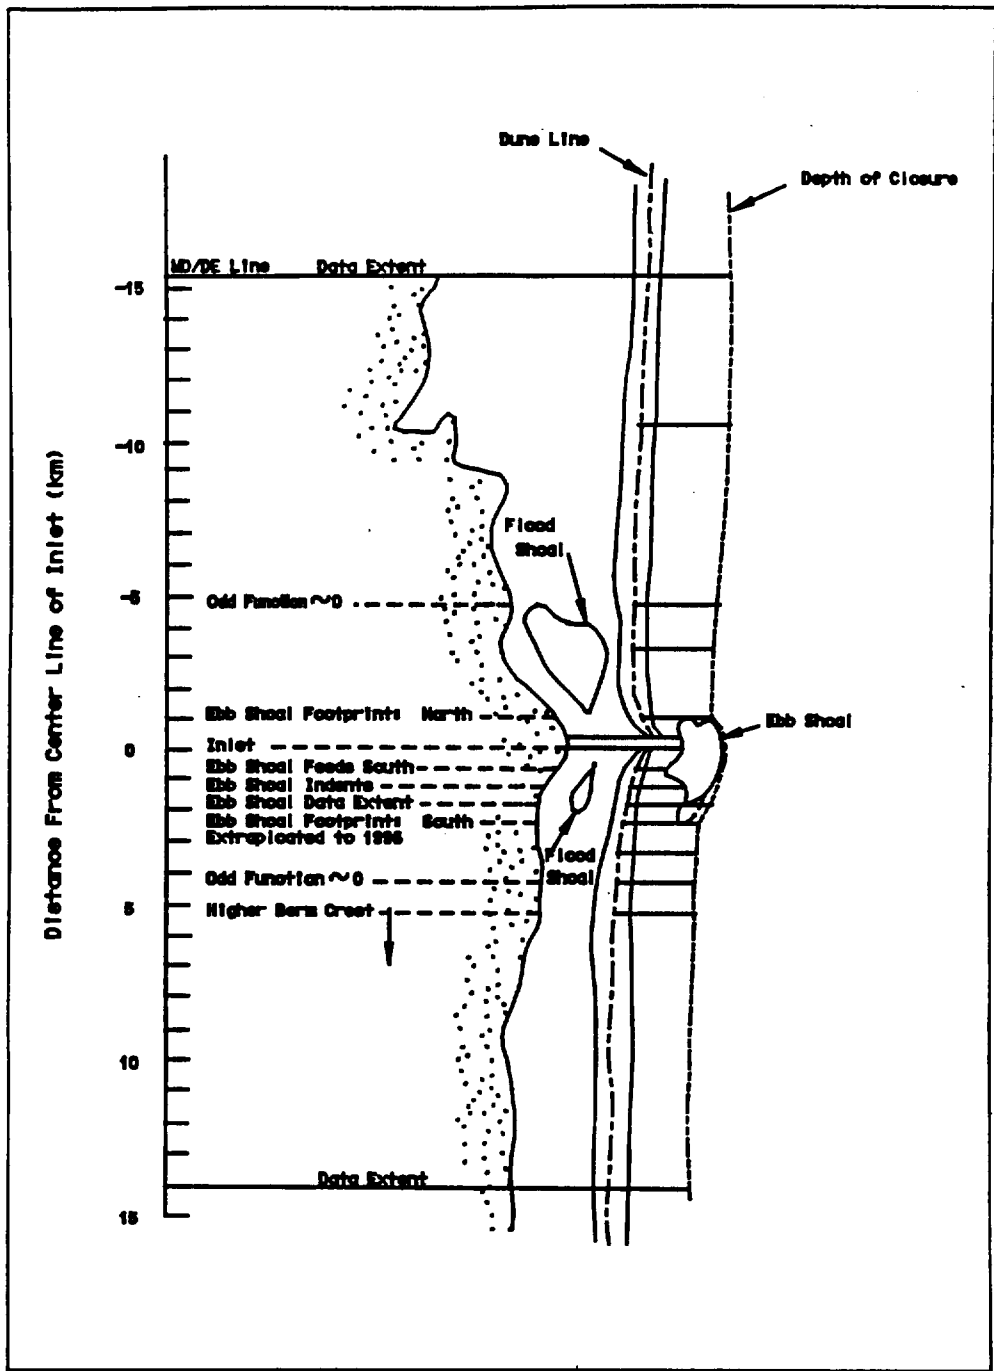 Dune Line
Depth of Closure
MD/DE Line Data Extent
-15
-10
Flood
Shoal
-5
Odd Function ~0
Ebb Shoal Footprints North
Ebb Shoal
Inlet
0
Ebb Shoal Feeds South
Ebb Shoal Indents
Ebb Shoal Data Extent
Ebb Shoal Footprints South
Extraploated to 1995
Flood
Shoal
Odd Function ~0
Higher Berm Crest
5
10
Data Extent
15
Distance From Center Line of Inlet (km)